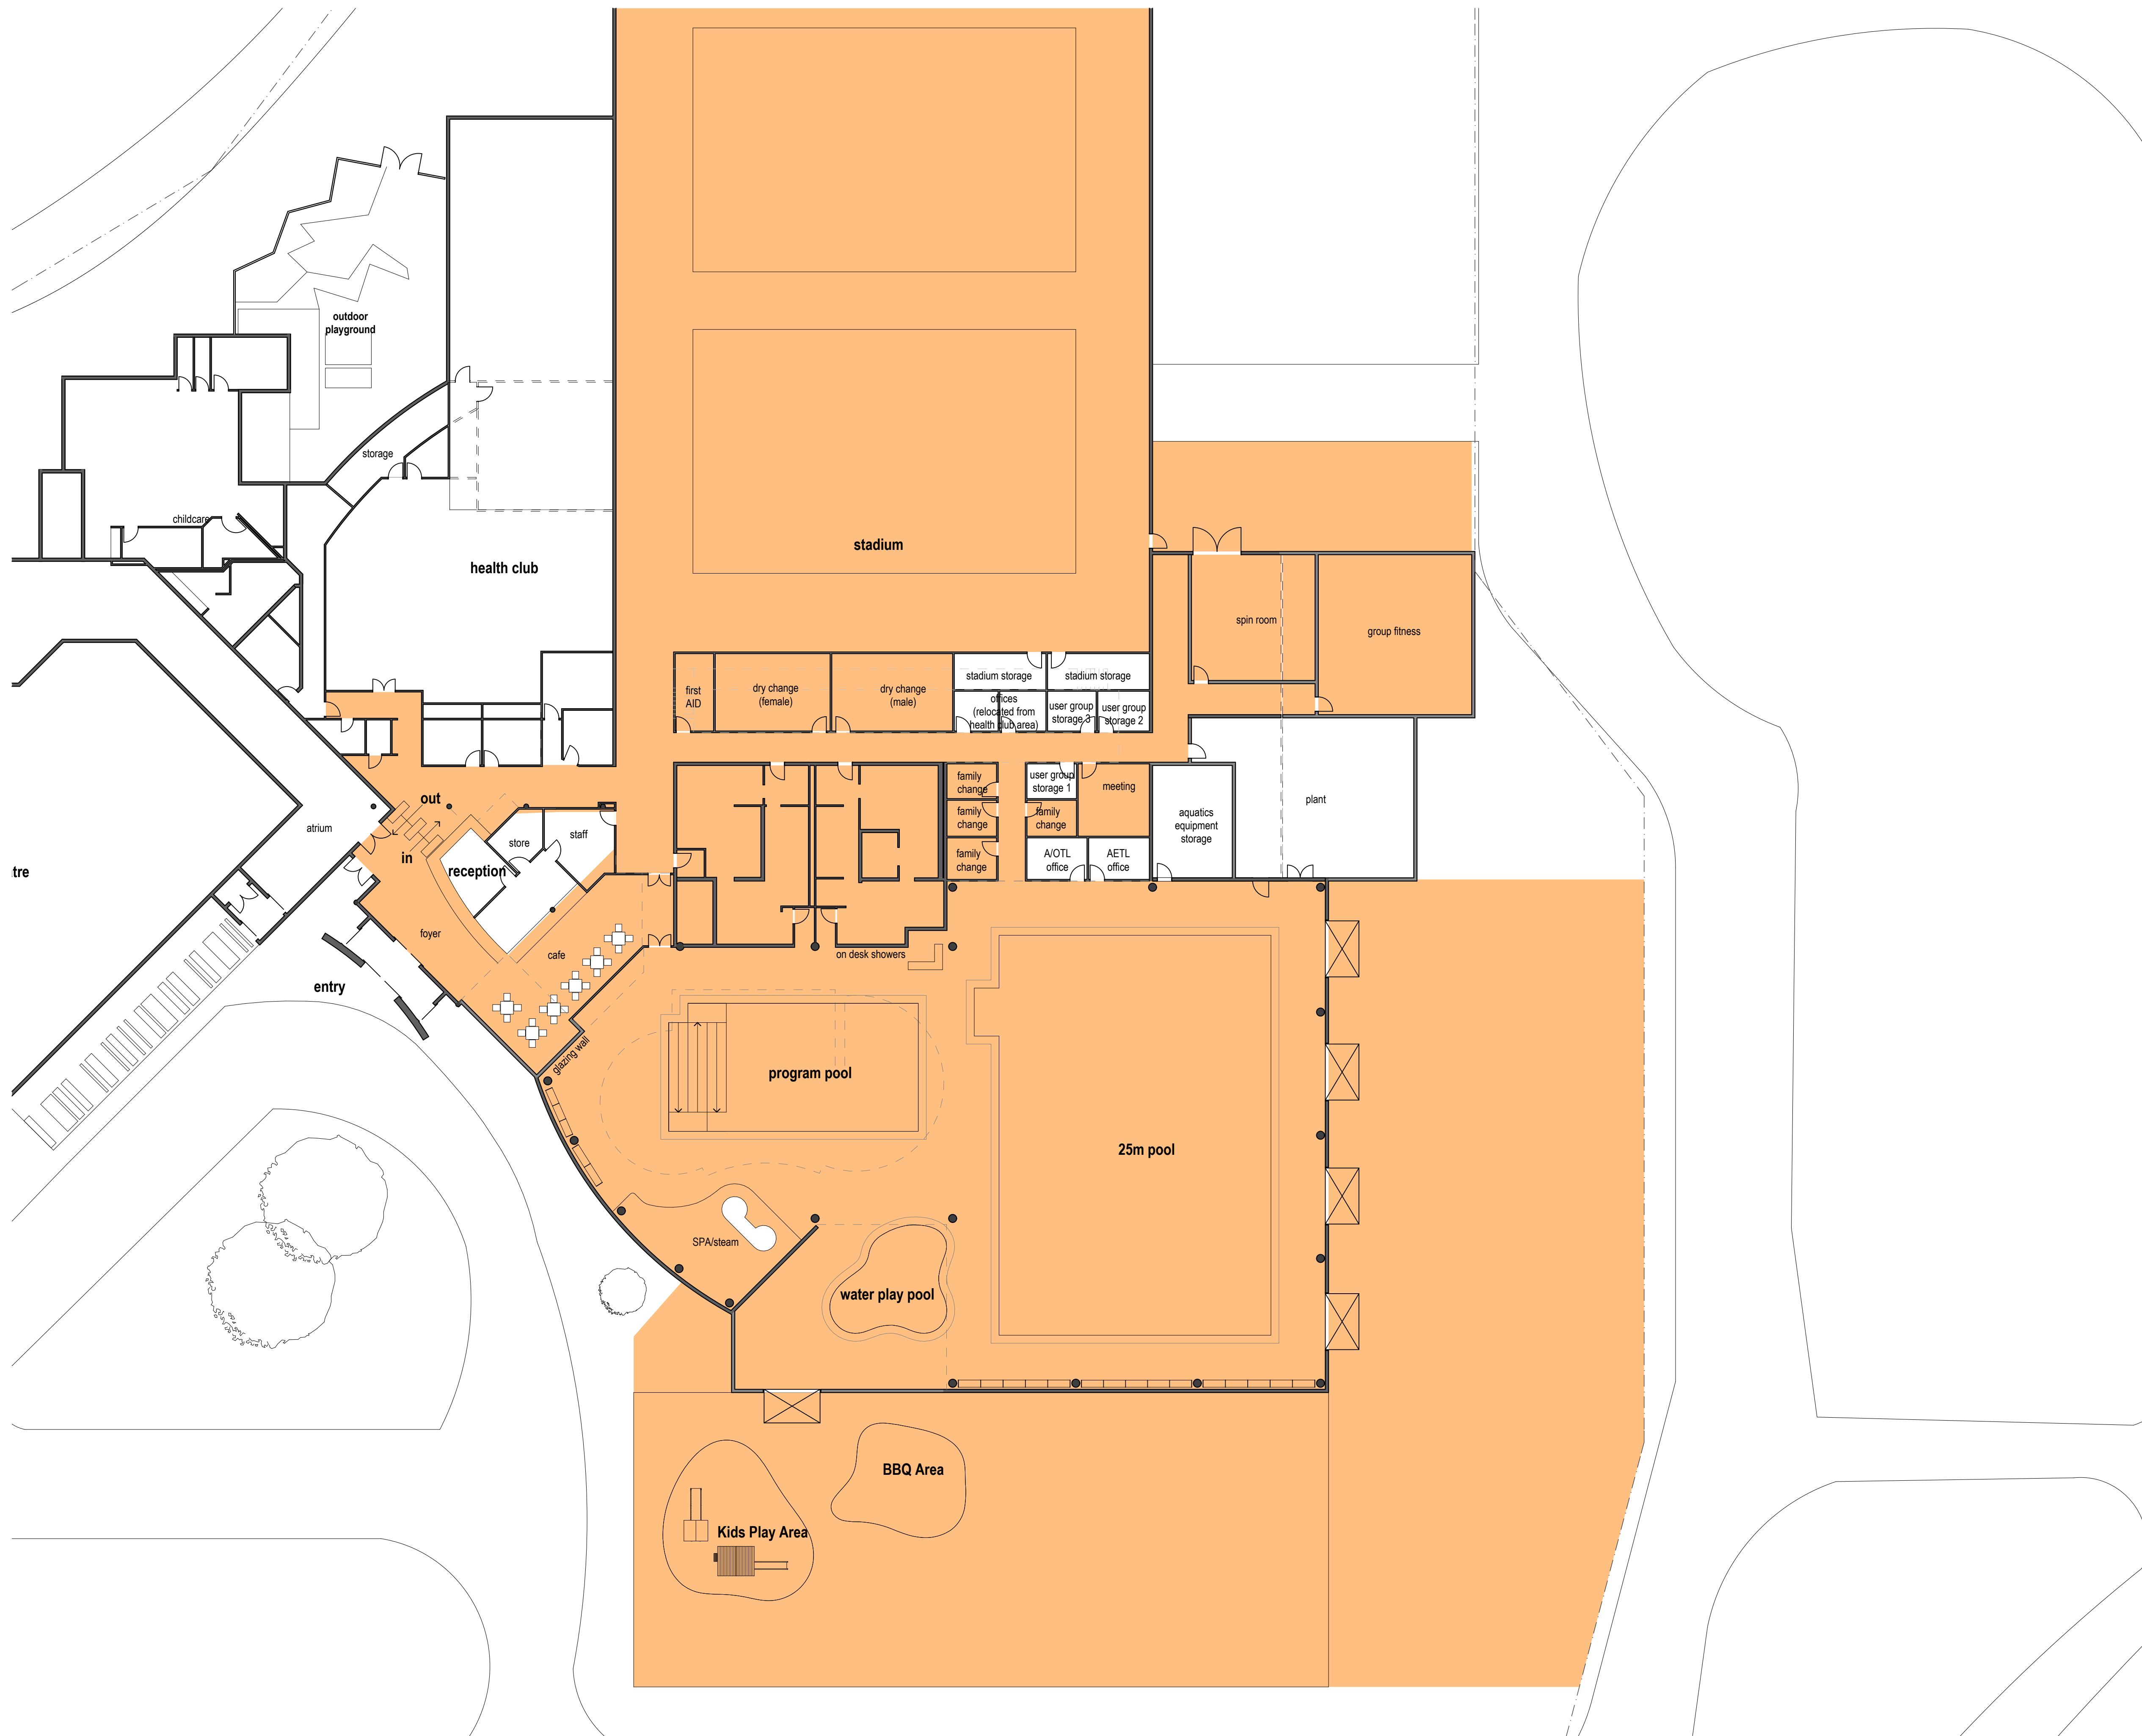 outdoor
playground
storage
childcare
health club
stadium
spin room
group fitness
first
AID
dry change
(female)
dry change
(male)
stadium storage
stadium storage
offices
(relocated from
health club area)
user group
storage 3
user group
storage 2
family
change
user group
storage 1
meeting
family
change
family
change
family
change
A/OTL
office
AETL
office
aquatics
equipment
storage
plant
out
in
atrium
store
staff
reception
tre
foyer
cafe
entry
on desk showers
glazing wall
program pool
25m pool
SPA/steam
water play pool
BBQ Area
Kids Play Area